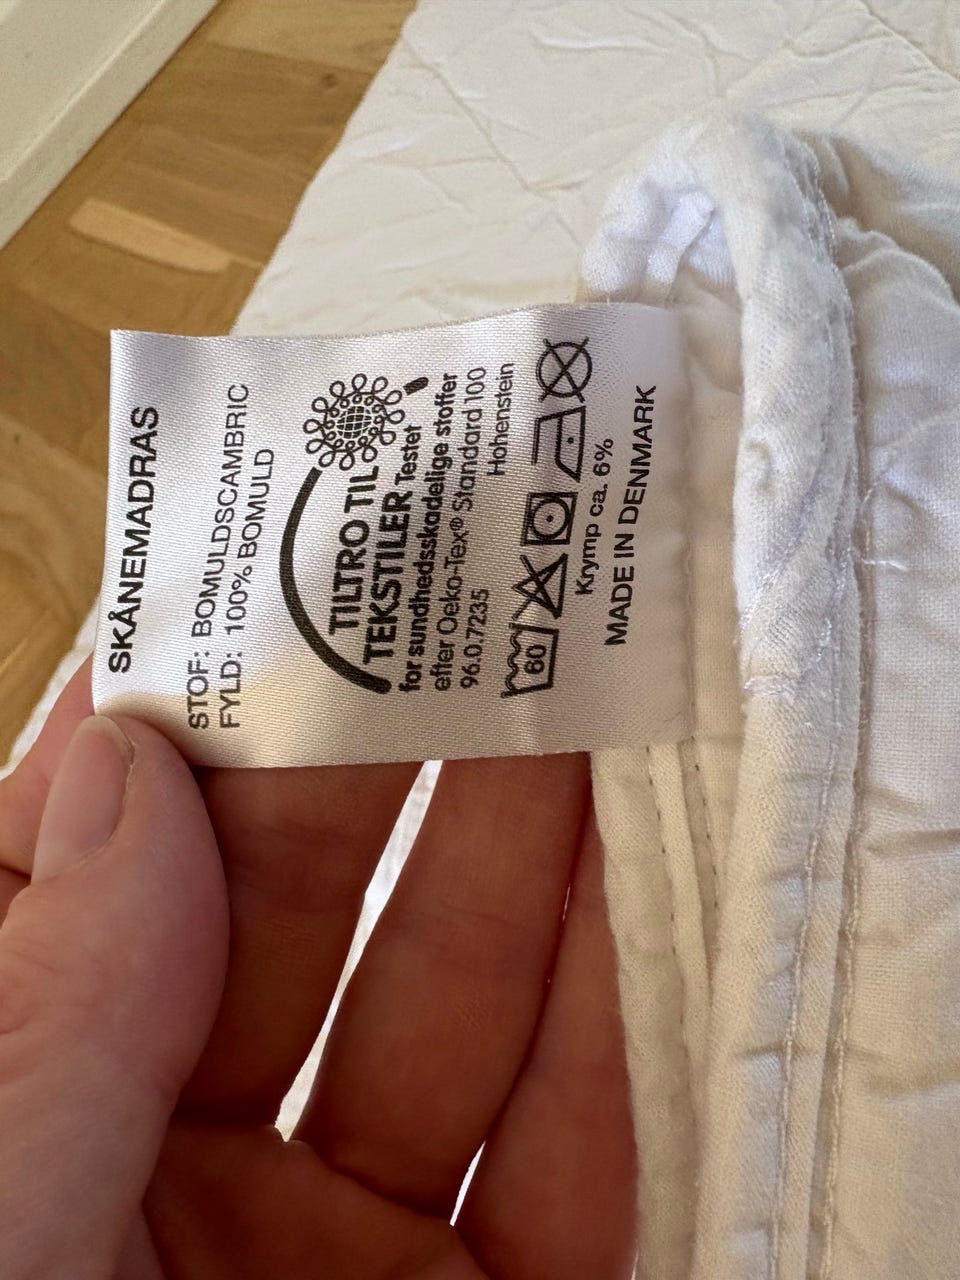 SKÅNEMADRAS
STOF: BOMULDSCAMBRIC
FYLD: 100% BOMULD
TILTRO TIL
TEKSTILER Testet
for sundhedsskadelige stoffer
efter Oeko-Tex® Standard 100
96.0.7235 Hohenstein
60
Krymp ca. 6%
MADE IN DENMARK